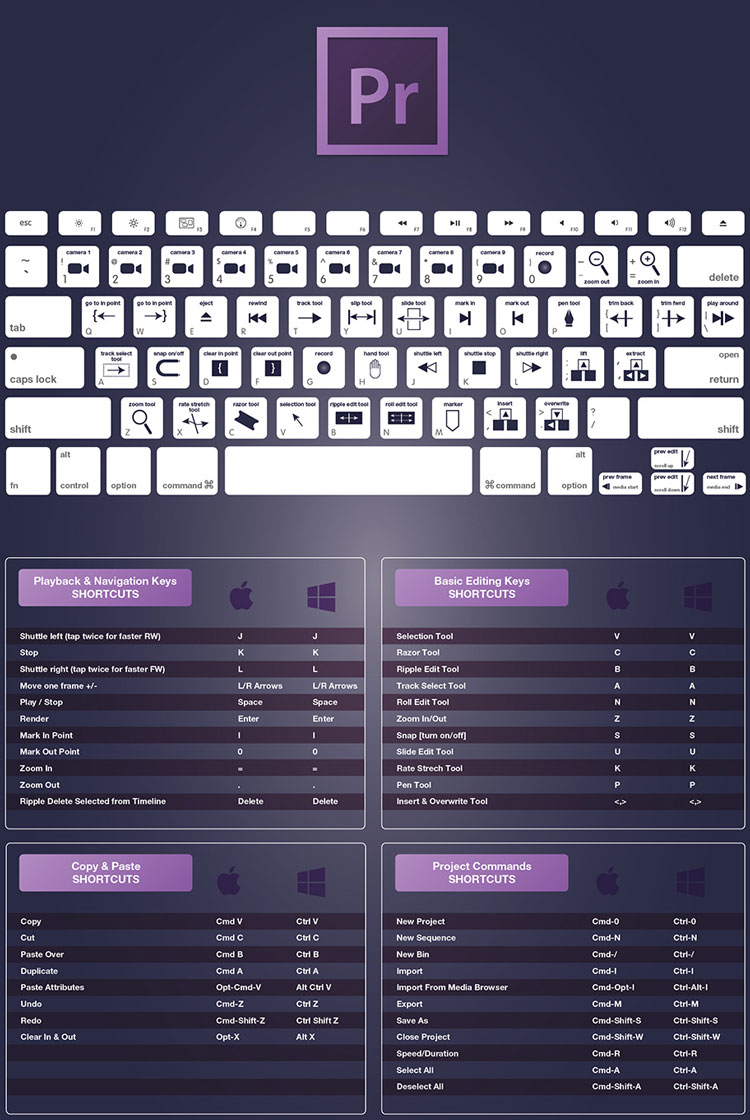 Pr
esc F1 F2 F3 F4 F5 F6 F7 F8 F9 F10 F11 F12
~ ` camera 1 ! 1 camera 2 @ 2 camera 3 # 3 camera 4 $ 4 camera 5 % 5 camera 6 ^ 6 camera 7 & 7 camera 8 * 8 camera 9 ( 9 record ) 0 – - zoom out + = zoom in delete
tab go to in point Q go to in point W eject E rewind R track tool T slip tool Y slide tool U mark in I mark out O pen tool P trim back { [ trim fwrd } ] play around | \
caps lock track select tool A snap on/off S clear in point D clear out point F record G hand tool H shuttle left J shuttle stop K shuttle right L lift : ; extract open return
shift zoom tool Z rate stretch tool X razor tool C selection tool V ripple edit tool B roll edit tool N marker M insert < , overwrite > . ? / shift
prev edit
scroll up
fn alt control option command ⌘ ⌘ command alt option prev frame media start prev edit scroll down next frame media end
Playback & Navigation Keys
SHORTCUTS
Shuttle left (tap twice for faster RW) J J
Stop K K
Shuttle right (tap twice for faster FW) L L
Move one frame +/- L/R Arrows L/R Arrows
Play / Stop Space Space
Render Enter Enter
Mark In Point I I
Mark Out Point 0 0
Zoom In = =
Zoom Out . .
Ripple Delete Selected from Timeline Delete Delete
Basic Editing Keys
SHORTCUTS
Selection Tool V V
Razor Tool C C
Ripple Edit Tool B B
Track Select Tool A A
Roll Edit Tool N N
Zoom In/Out Z Z
Snap [turn on/off] S S
Slide Edit Tool U U
Rate Strech Tool K K
Pen Tool P P
Insert & Overwrite Tool <,> <,>
Copy & Paste
SHORTCUTS
Copy Cmd V Ctrl V
Cut Cmd C Ctrl C
Paste Over Cmd B Ctrl B
Duplicate Cmd A Ctrl A
Paste Attributes Opt-Cmd-V Alt Ctrl V
Undo Cmd-Z Ctrl Z
Redo Cmd-Shift-Z Ctrl Shift Z
Clear In & Out Opt-X Alt X
Project Commands
SHORTCUTS
New Project Cmd-0 Ctrl-0
New Sequence Cmd-N Ctrl-N
New Bin Cmd-/ Ctrl-/
Import Cmd-I Ctrl-I
Import From Media Browser Cmd-Opt-I Ctrl-Alt-I
Export Cmd-M Ctrl-M
Save As Cmd-Shift-S Ctrl-Shift-S
Close Project Cmd-Shift-W Ctrl-Shift-W
Speed/Duration Cmd-R Ctrl-R
Select All Cmd-A Ctrl-A
Deselect All Cmd-Shift-A Ctrl-Shift-A